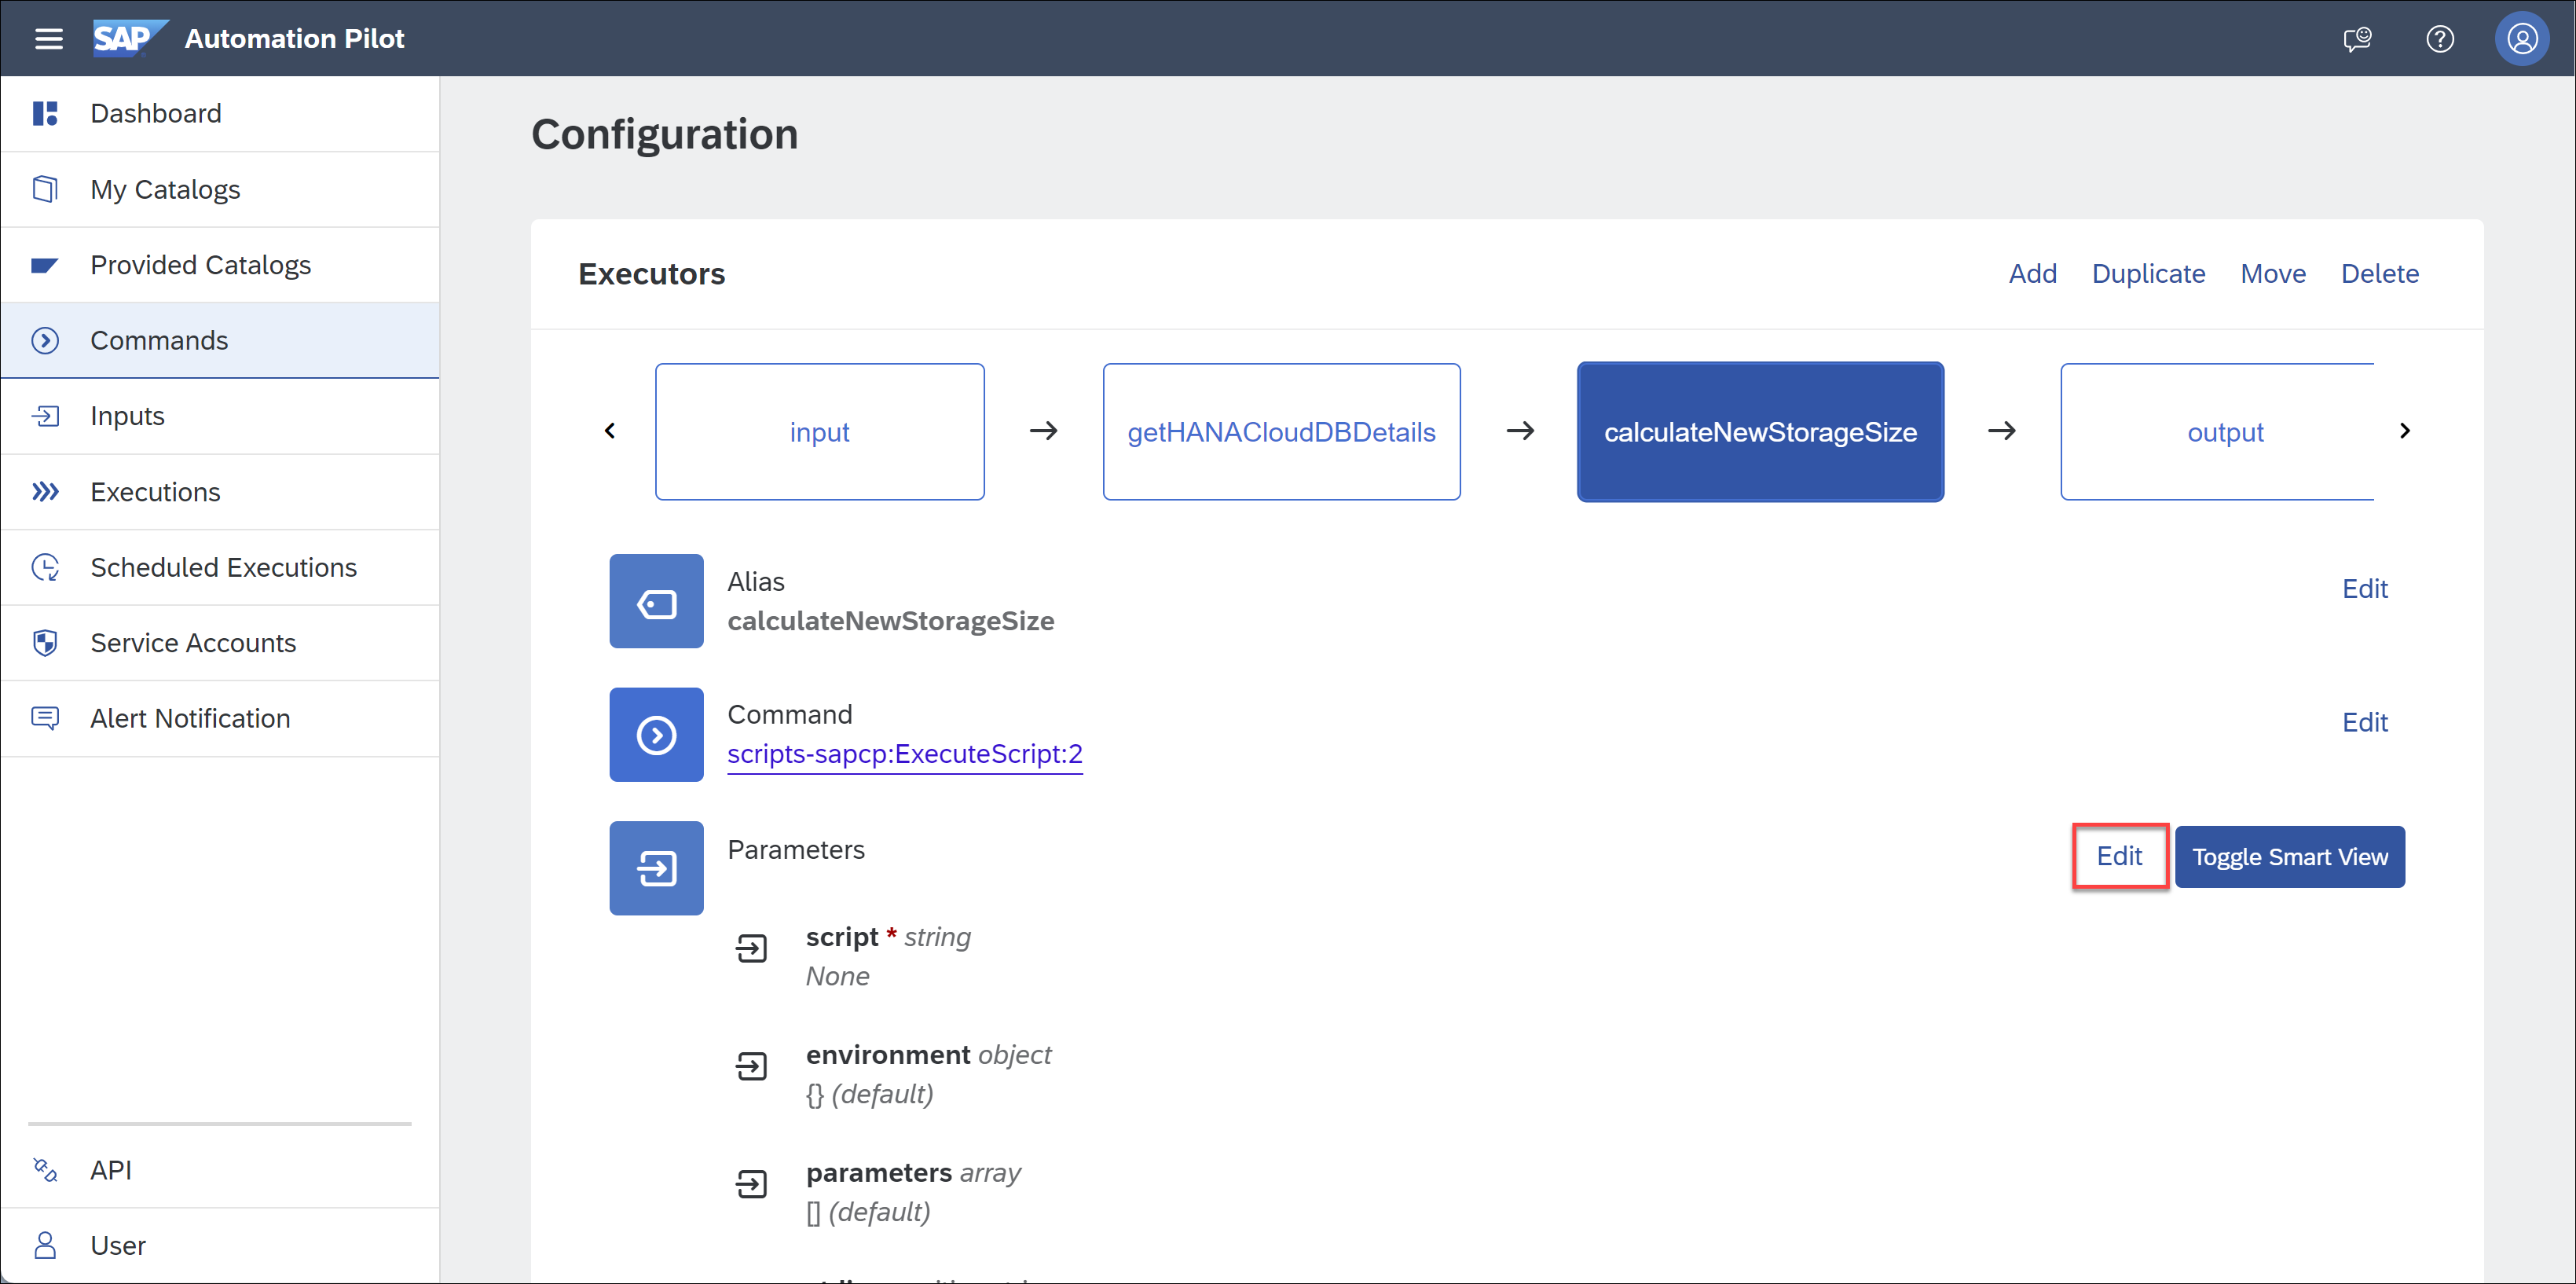 SAP Automation Pilot
Dashboard
My Catalogs
Provided Catalogs
Commands
Inputs
Executions
Scheduled Executions
Service Accounts
Alert Notification
API
User
Configuration
Executors
Add Duplicate Move Delete
input getHANACloudDBDetails calculateNewStorageSize output
Alias
Edit
calculateNewStorageSize
Command
Edit
scripts-sapcp:ExecuteScript:2
Parameters
Edit Toggle Smart View
script * string
None
environment object
{} (default)
parameters array
[] (default)